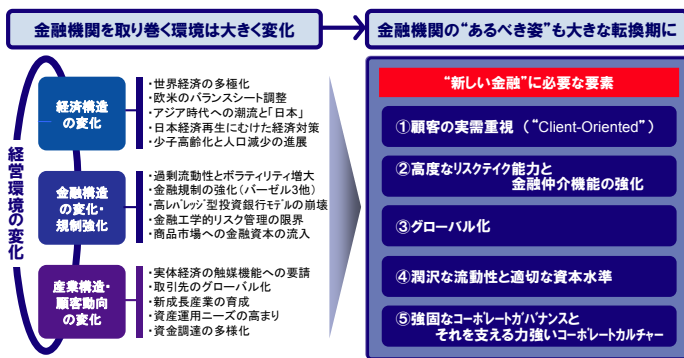 金融機関を取り巻く環境は大きく変化
金融機関の“あるべき姿”も大きな転換期に
経営環境の変化
経済構造
の変化
・世界経済の多極化
・欧米のバランスシート調整
・アジア時代への潮流と「日本」
・日本経済再生にむけた経済対策
・少子高齢化と人口減少の進展
金融構造
の変化・
規制強化
・過剰流動性とボラティリティ増大
・金融規制の強化(バーゼル3他)
・高レバレッジ型投資銀行モデルの崩壊
・金融工学的リスク管理の限界
・商品市場への金融資本の流入
産業構造・
顧客動向
の変化
・実体経済の触媒機能への要請
・取引先のグローバル化
・新成長産業の育成
・資産運用ニーズの高まり
・資金調達の多様化
“新しい金融”に必要な要素
①顧客の実需重視（“Client-Oriented”）
②高度なリスクテイク能力と
金融仲介機能の強化
③グローバル化
④潤沢な流動性と適切な資本水準
⑤強固なコーポレートガバナンスと
それを支える力強いコーポレートカルチャー